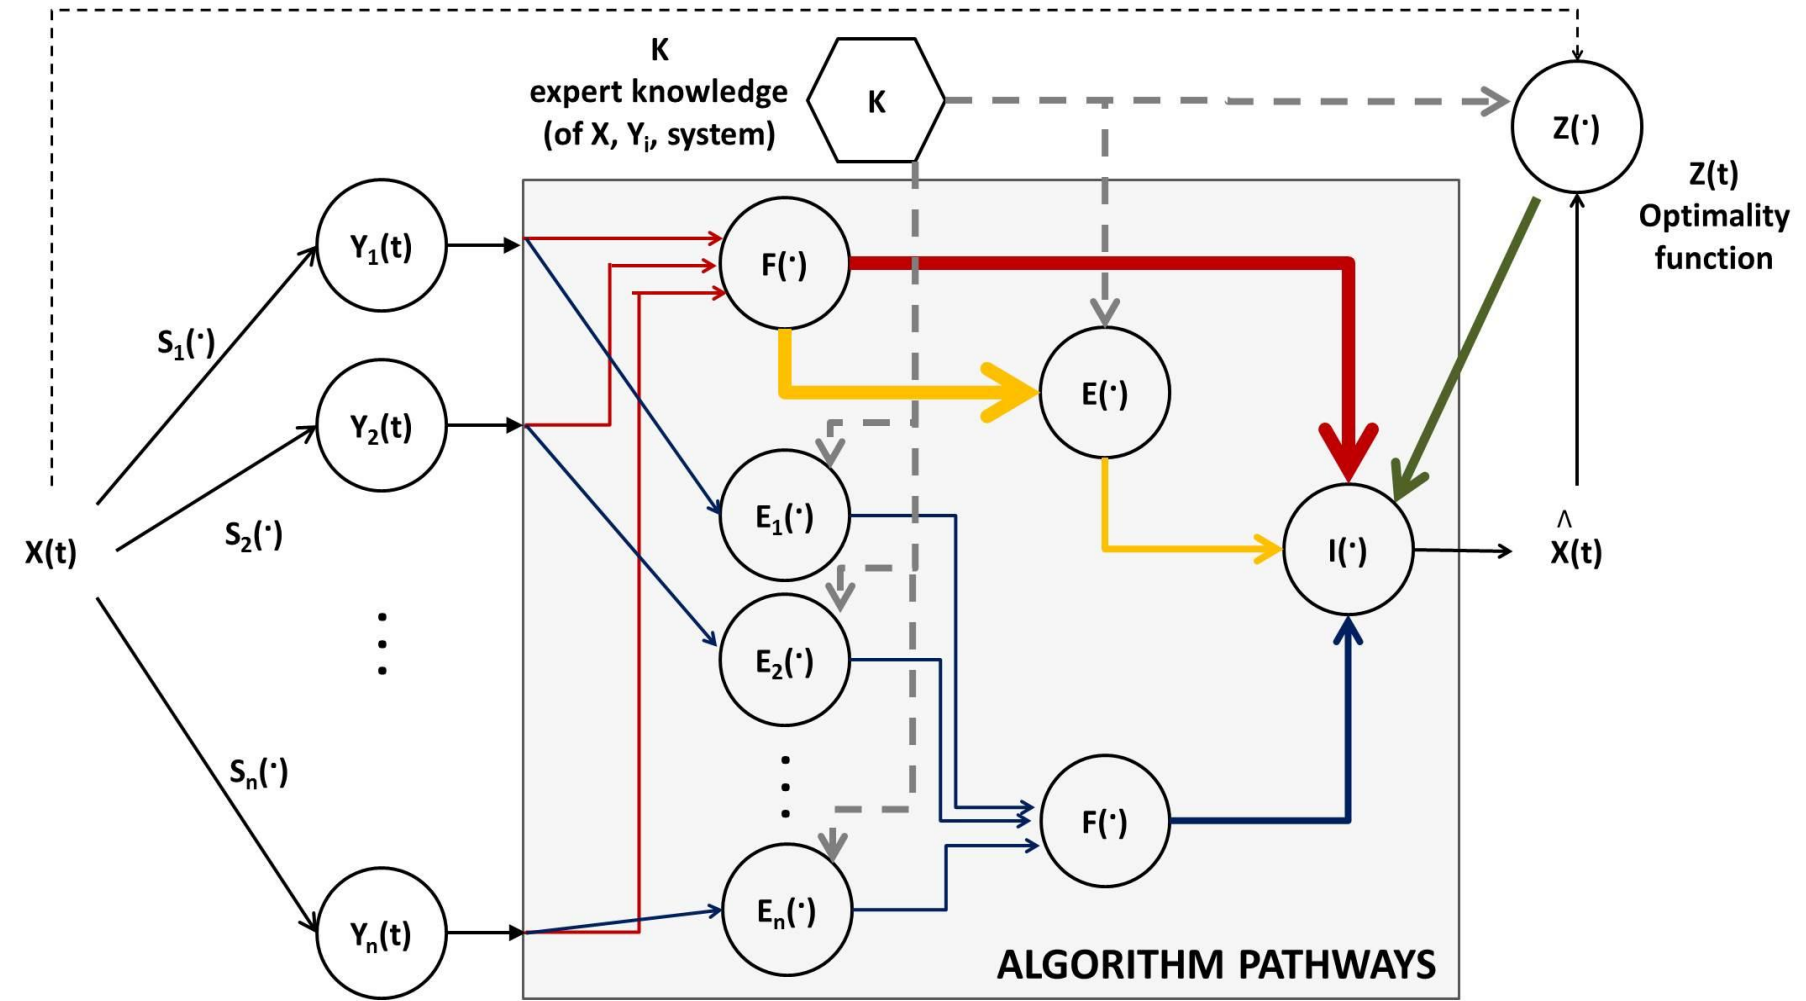 K
expert knowledge
(of X, Yi, system)
K
Z(·)
Z(t)
Optimality
function
Y1(t)
F(·)
S1(·)
Y2(t)
E(·)
S2(·)
E1(·)
X(t)
I(·)
^
X(t)
E2(·)
Sn(·)
F(·)
Yn(t)
En(·)
ALGORITHM PATHWAYS